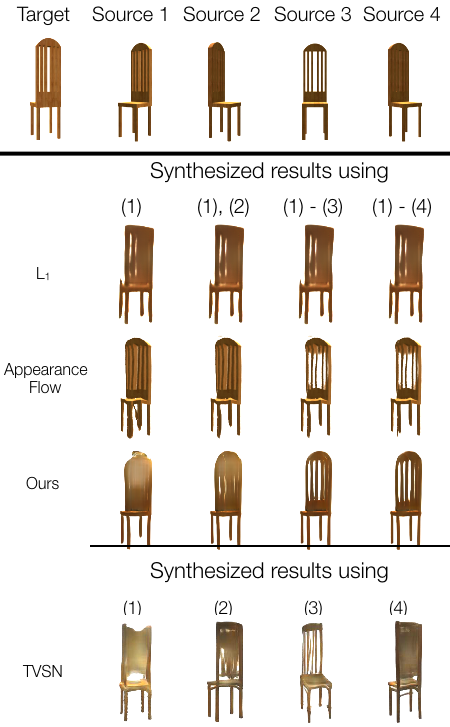 Target Source 1 Source 2 Source 3 Source 4
Synthesized results using
(1) (1), (2) (1) - (3) (1) - (4)
L₁
Appearance
Flow
Ours
Synthesized results using
(1) (2) (3) (4)
TVSN